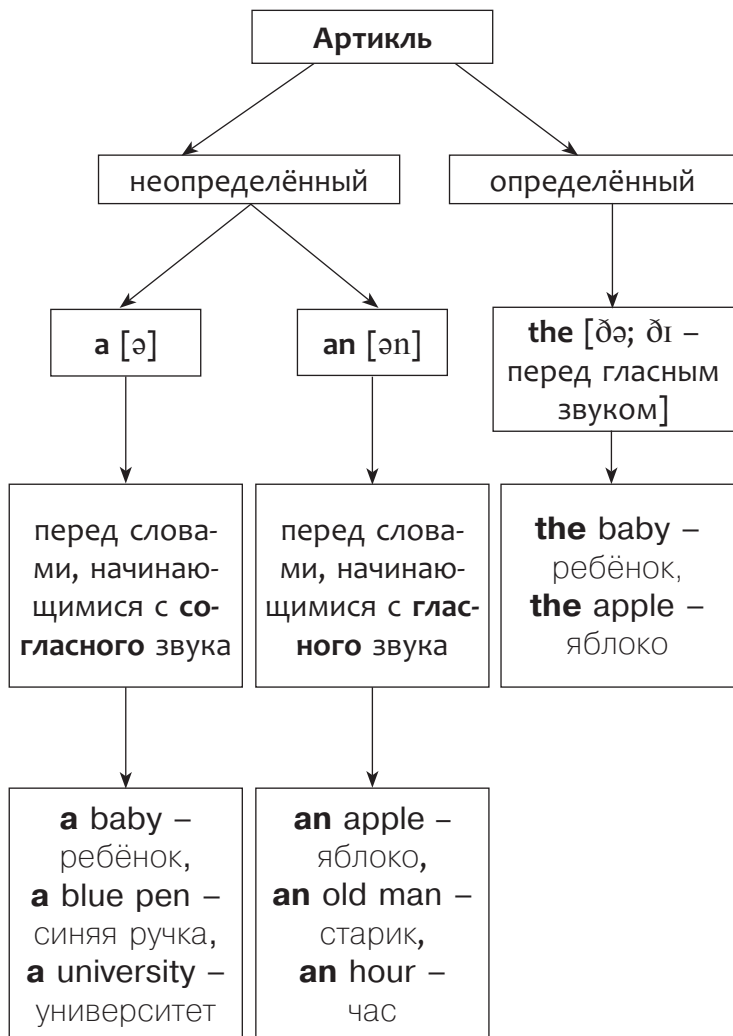 Артикль
неопределённый
определённый
a [ə]
an [ən]
the [ðə; ðɪ –
перед гласным
звуком]
перед слова-
ми, начинаю-
щимися с со-
гласного звука
перед слова-
ми, начинаю-
щимися с глас-
ного звука
the baby –
ребёнок,
the apple –
яблоко
a baby –
ребёнок,
a blue pen –
синяя ручка,
a university –
университет
an apple –
яблоко,
an old man –
старик,
an hour –
час